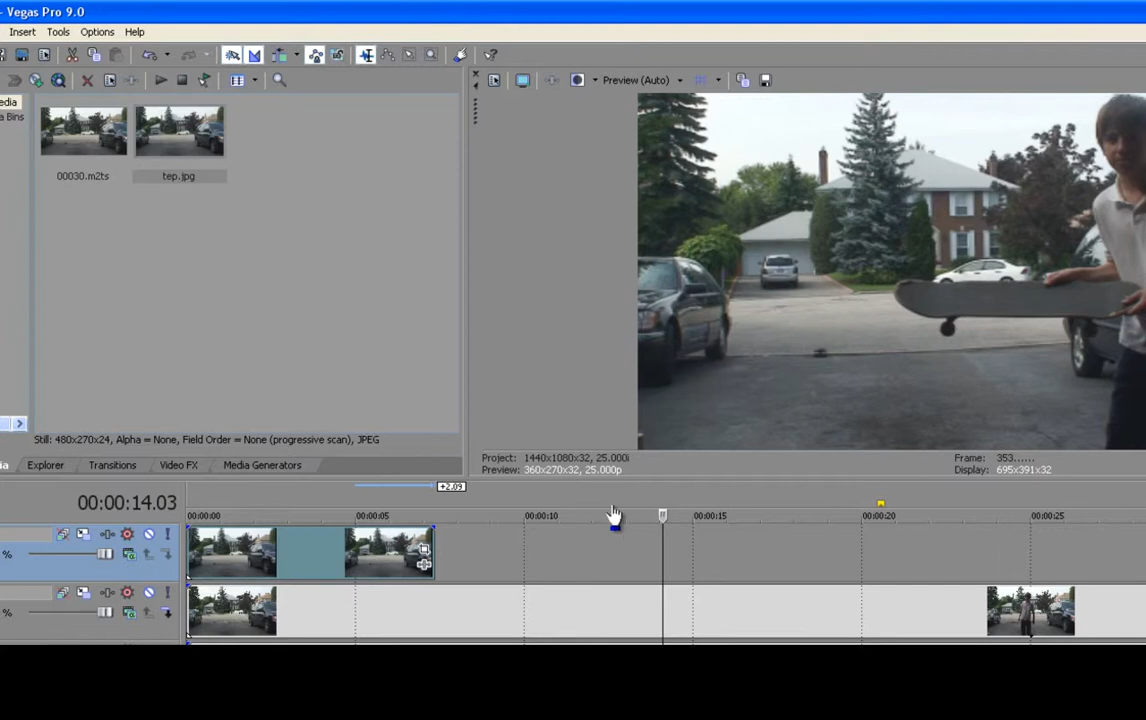 - Vegas Pro 9.0
Insert Tools Options Help
Preview (Auto)
edia
a Bins
00030.m2ts tep.jpg
Still: 480x270x24, Alpha = None, Field Order = None (progressive scan), JPEG
ia Explorer Transitions Video FX Media Generators
Project: 1440x1080x32, 25.000i
Preview: 360x270x32, 25.000p
Frame: 353......
Display: 695x391x32
+2.09
00:00:14.03
00:00:00 00:00:05 00:00:10 00:00:15 00:00:20 00:00:25
%
%